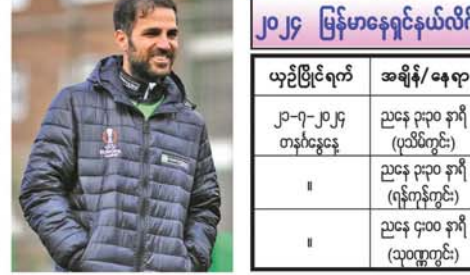 ၂၀၂၄ မြန်မာနေရှင်နယ်လိဂ်
ယှဉ်ပြိုင်ရက် အချိန်/နေရာ
၂၁-၇-၂၀၂၄ ညနေ ၃း၃၀ နာရီ
တနင်္ဂနွေနေ့ (ပုသိမ်ကွင်း)
" ညနေ ၃း၃၀ နာရီ
(ရန်ကုန်ကွင်း)
" ညနေ ၄း၀၀ နာရီ
(သုဝဏ္ဏကွင်း)